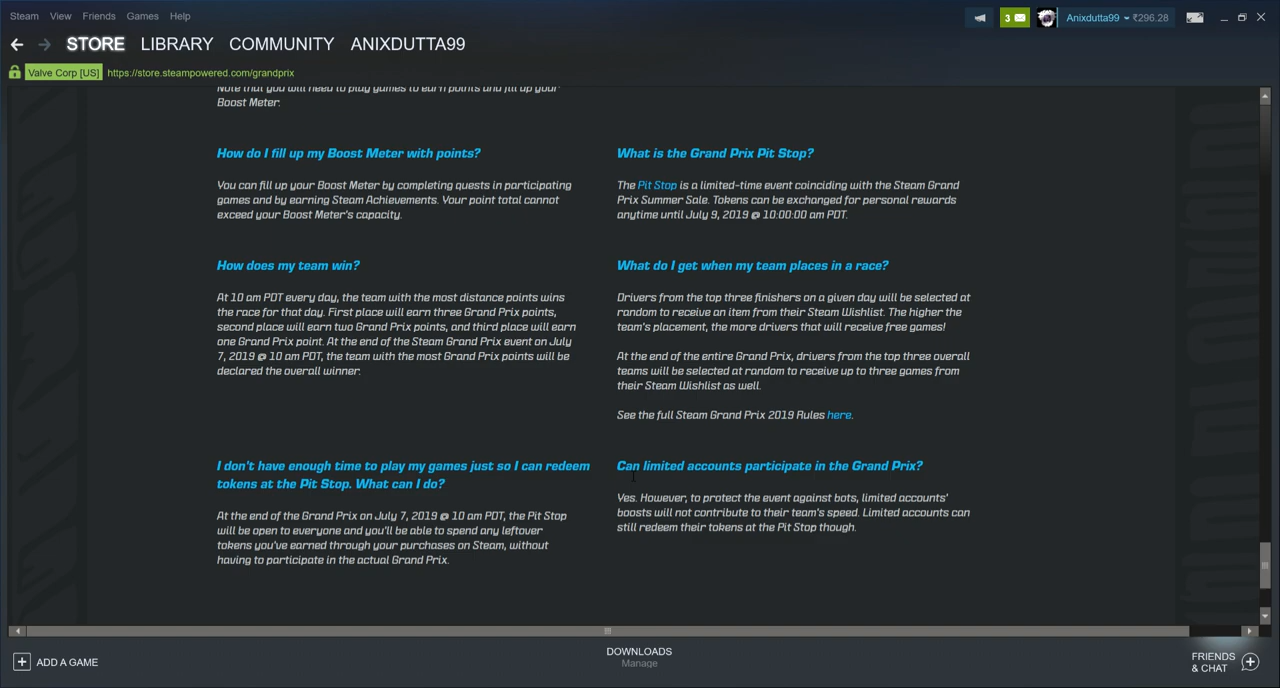 Steam View Friends Games Help
3
Anixdutta99 ₹296.28
STORE LIBRARY COMMUNITY ANIXDUTTA99
Valve Corp [US] https://store.steampowered.com/grandprix
Note that you will need to play games to earn points and fill up your
Boost Meter.
How do I fill up my Boost Meter with points?
You can fill up your Boost Meter by completing quests in participating
games and by earning Steam Achievements. Your point total cannot
exceed your Boost Meter's capacity.
What is the Grand Prix Pit Stop?
The Pit Stop is a limited-time event coinciding with the Steam Grand
Prix Summer Sale. Tokens can be exchanged for personal rewards
anytime until July 9, 2019 @ 10:00:00 am PDT.
How does my team win?
At 10 am PDT every day, the team with the most distance points wins
the race for that day. First place will earn three Grand Prix points,
second place will earn two Grand Prix points, and third place will earn
one Grand Prix point. At the end of the Steam Grand Prix event on July
7, 2019 @ 10 am PDT, the team with the most Grand Prix points will be
declared the overall winner.
What do I get when my team places in a race?
Drivers from the top three finishers on a given day will be selected at
random to receive an item from their Steam Wishlist. The higher the
team's placement, the more drivers that will receive free games!
At the end of the entire Grand Prix, drivers from the top three overall
teams will be selected at random to receive up to three games from
their Steam Wishlist as well.
See the full Steam Grand Prix 2019 Rules here.
I don't have enough time to play my games just so I can redeem
tokens at the Pit Stop. What can I do?
At the end of the Grand Prix on July 7, 2019 @ 10 am PDT, the Pit Stop
will be open to everyone and you'll be able to spend any leftover
tokens you've earned through your purchases on Steam, without
having to participate in the actual Grand Prix.
Can limited accounts participate in the Grand Prix?
Yes. However, to protect the event against bots, limited accounts'
boosts will not contribute to their team's speed. Limited accounts can
still redeem their tokens at the Pit Stop though.
ADD A GAME
DOWNLOADS
Manage
FRIENDS
& CHAT